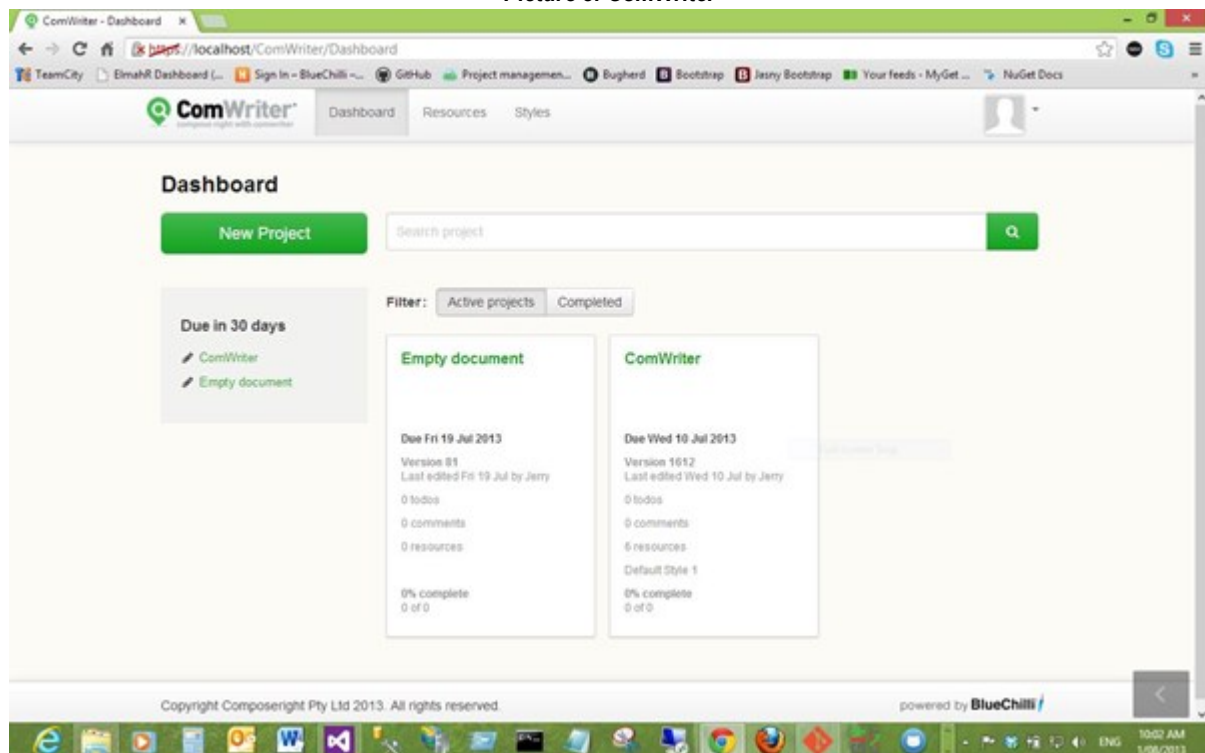 Picture 5: ComWriter
ComWriter - Dashboard
https://localhost/ComWriter/Dashboard
TeamCity
ElmahR Dashboard (...
Sign In - BlueChilli -...
GitHub
Project managemen...
Bugherd
Bootstrap
Jasny Bootstrap
Your feeds - MyGet ...
NuGet Docs
ComWriter
Dashboard
Resources
Styles
Dashboard
New Project
Search project
Due in 30 days
ComWriter
Empty document
Filter:
Active projects
Completed
Empty document
Due Fri 19 Jul 2013
Version 81
Last edited Fri 19 Jul by Jerry
0 todos
0 comments
0 resources
0% complete
0 of 0
ComWriter
Due Wed 10 Jul 2013
Version 1612
Last edited Wed 10 Jul by Jerry
0 todos
0 comments
6 resources
Default Style 1
0% complete
0 of 0
Copyright Composeright Pty Ltd 2013. All rights reserved.
powered by BlueChilli
ENG
10:02 AM
1/08/2013